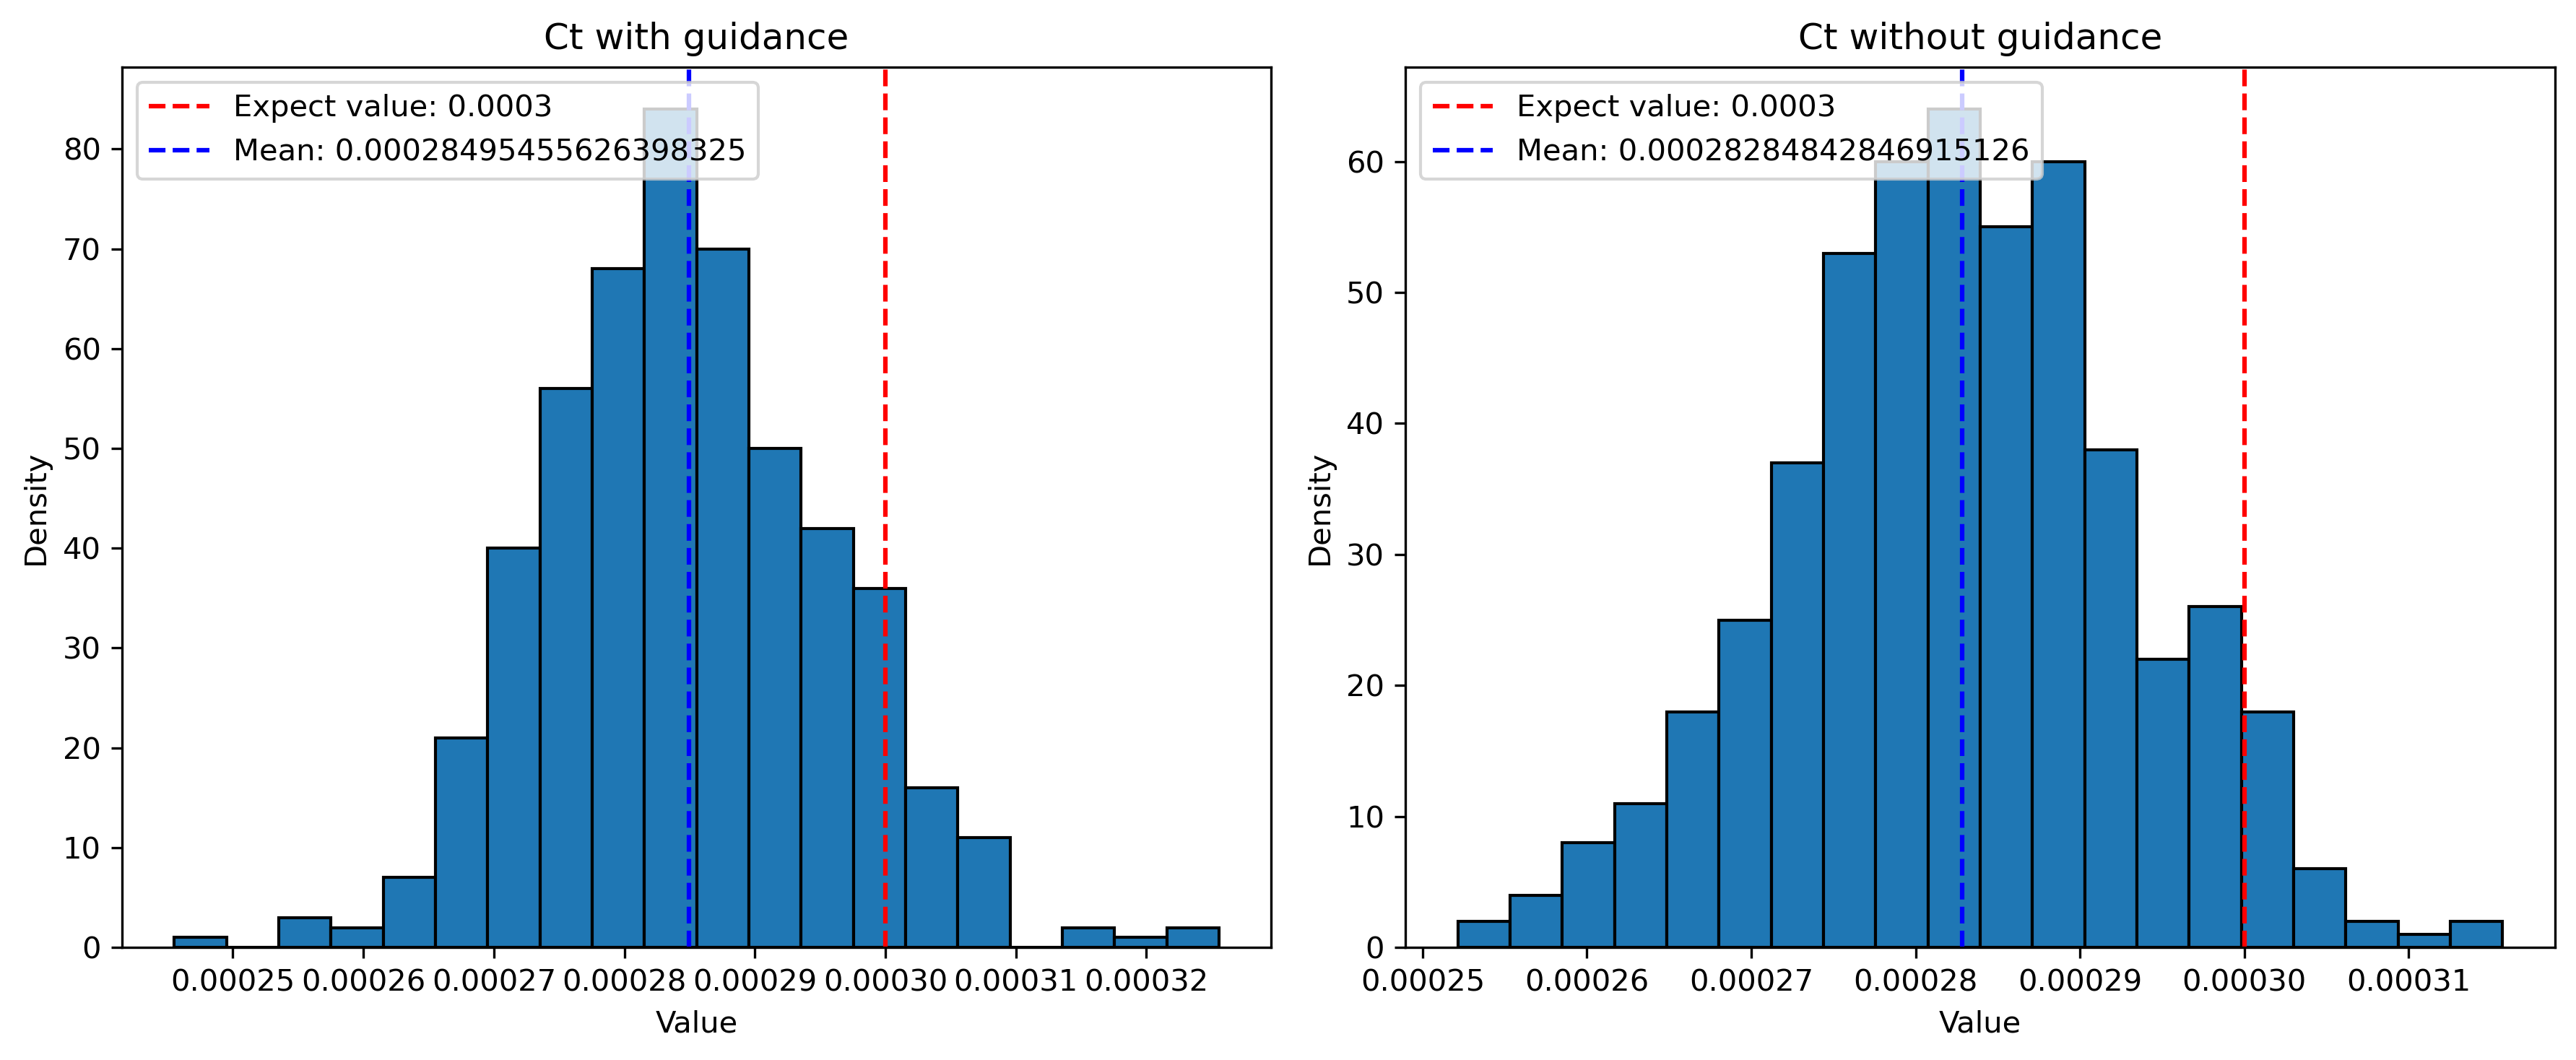 Ct with guidance
Expect value: 0.0003
Mean: 0.00028495455626398325
Density
80
70
60
50
40
30
20
10
0
0.00025 0.00026 0.00027 0.00028 0.00029 0.00030 0.00031 0.00032
Value
Ct without guidance
Expect value: 0.0003
Mean: 0.00028284842846915126
Density
60
50
40
30
20
10
0
0.00025 0.00026 0.00027 0.00028 0.00029 0.00030 0.00031
Value